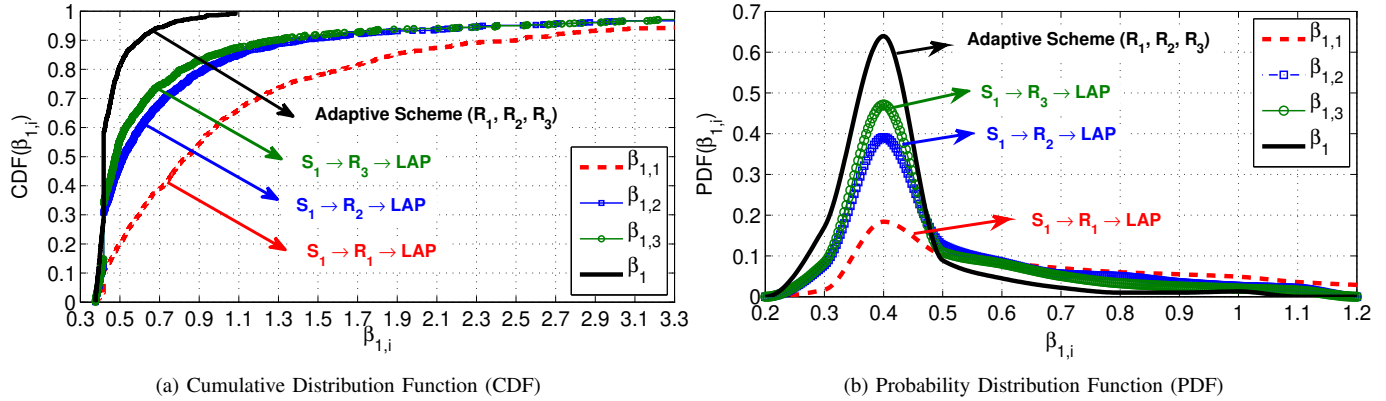 CDF(β1,i)
1
0.9
0.8
0.7
0.6
0.5
0.4
0.3
0.2
0.1
0
Adaptive Scheme (R1, R2, R3)
S1 → R3 → LAP
S1 → R2 → LAP
S1 → R1 → LAP
β1,1
β1,2
β1,3
β1
0.3 0.5 0.7 0.9 1.1 1.3 1.5 1.7 1.9 2.1 2.3 2.5 2.7 2.9 3.1 3.3
β1,i
(a) Cumulative Distribution Function (CDF)
PDF(β1,i)
0.7
0.6
0.5
0.4
0.3
0.2
0.1
0
Adaptive Scheme (R1, R2, R3)
S1 → R3 → LAP
S1 → R2 → LAP
S1 → R1 → LAP
β1,1
β1,2
β1,3
β1
0.2 0.3 0.4 0.5 0.6 0.7 0.8 0.9 1 1.1 1.2
β1,i
(b) Probability Distribution Function (PDF)